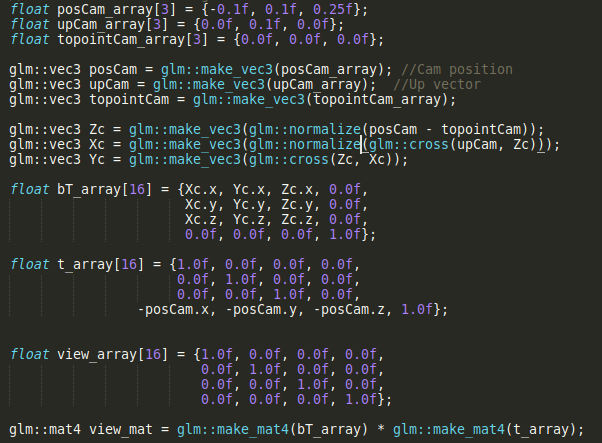 float posCam_array[3] = {-0.1f, 0.1f, 0.25f};
float upCam_array[3] = {0.0f, 0.1f, 0.0f};
float topointCam_array[3] = {0.0f, 0.0f, 0.0f};
glm::vec3 posCam = glm::make_vec3(posCam_array); //Cam position
glm::vec3 upCam = glm::make_vec3(upCam_array);  //Up vector
glm::vec3 topointCam = glm::make_vec3(topointCam_array);
glm::vec3 Zc = glm::make_vec3(glm::normalize(posCam - topointCam));
glm::vec3 Xc = glm::make_vec3(glm::normalize(glm::cross(upCam, Zc)));
glm::vec3 Yc = glm::make_vec3(glm::cross(Zc, Xc));
float bT_array[16] = {Xc.x, Yc.x, Zc.x, 0.0f,
Xc.y, Yc.y, Zc.y, 0.0f,
Xc.z, Yc.z, Zc.z, 0.0f,
0.0f, 0.0f, 0.0f, 1.0f};
float t_array[16] = {1.0f, 0.0f, 0.0f, 0.0f,
0.0f, 1.0f, 0.0f, 0.0f,
0.0f, 0.0f, 1.0f, 0.0f,
-posCam.x, -posCam.y, -posCam.z, 1.0f};
float view_array[16] = {1.0f, 0.0f, 0.0f, 0.0f,
0.0f, 1.0f, 0.0f, 0.0f,
0.0f, 0.0f, 1.0f, 0.0f,
0.0f, 0.0f, 0.0f, 1.0f};
glm::mat4 view_mat = glm::make_mat4(bT_array) * glm::make_mat4(t_array);